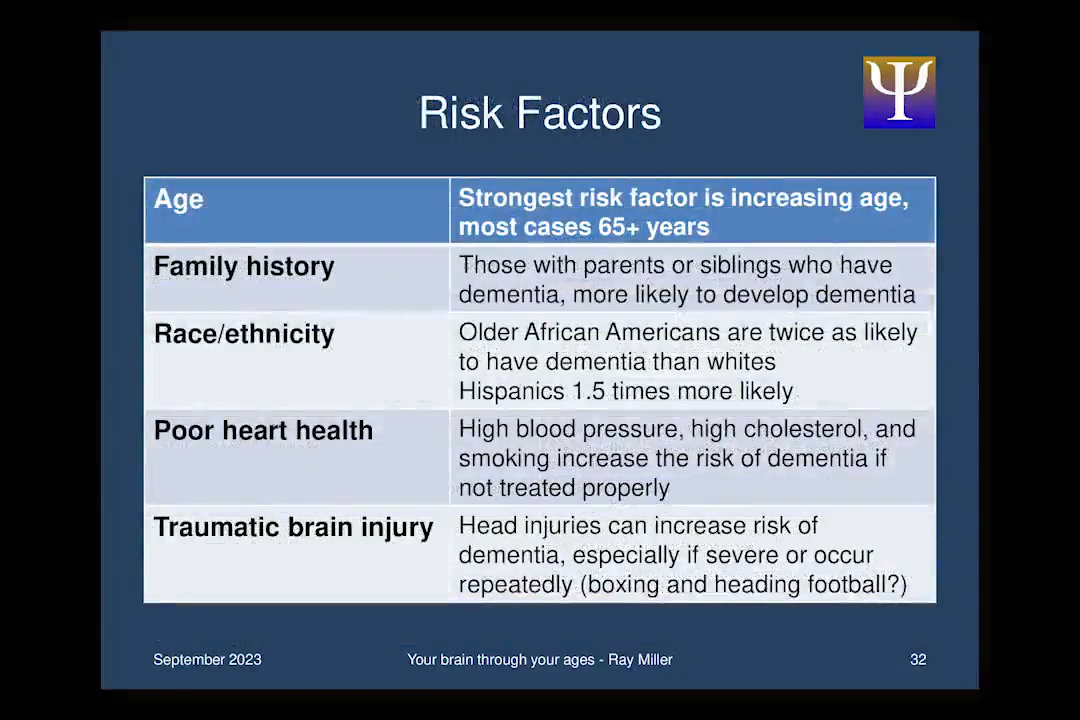 Risk Factors
Ψ
Age
Strongest risk factor is increasing age,
most cases 65+ years
Family history
Those with parents or siblings who have
dementia, more likely to develop dementia
Race/ethnicity
Older African Americans are twice as likely
to have dementia than whites
Hispanics 1.5 times more likely
Poor heart health
High blood pressure, high cholesterol, and
smoking increase the risk of dementia if
not treated properly
Traumatic brain injury
Head injuries can increase risk of
dementia, especially if severe or occur
repeatedly (boxing and heading football?)
September 2023
Your brain through your ages - Ray Miller
32